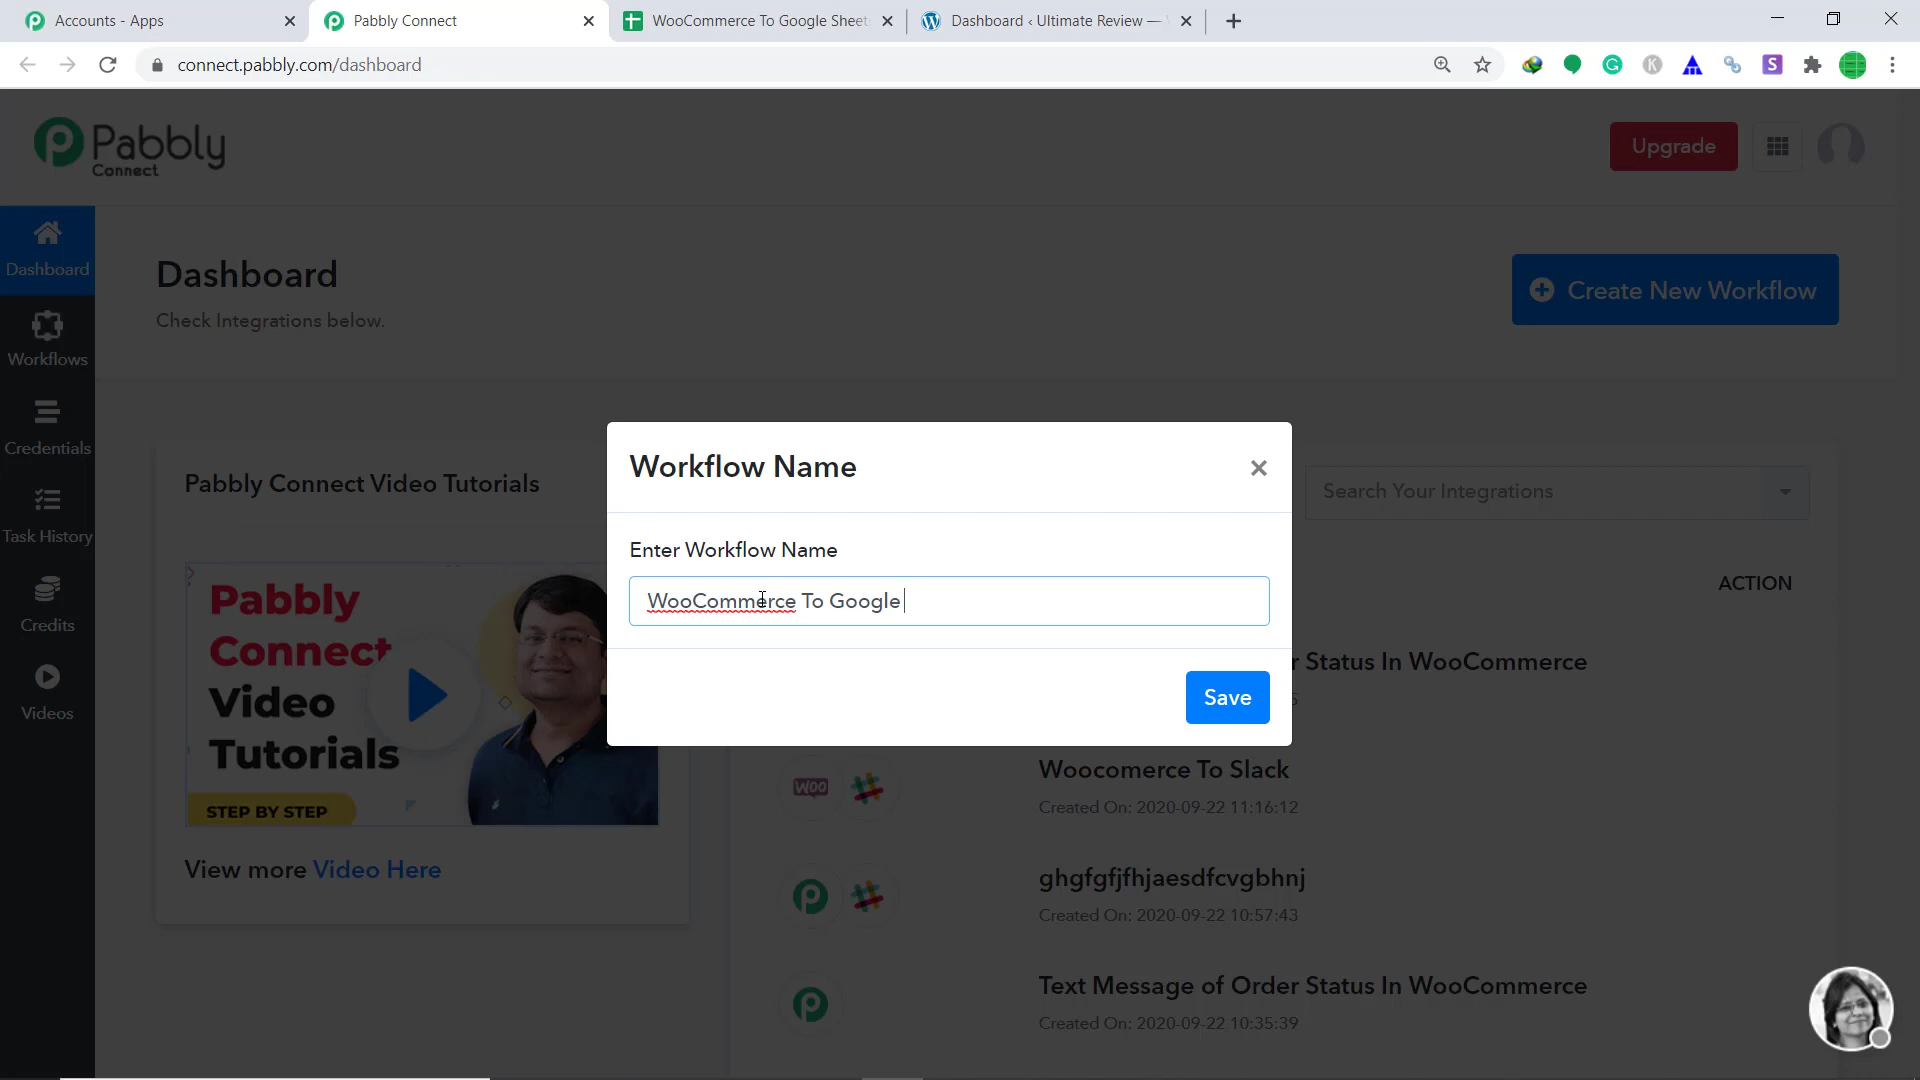 Accounts - Apps
Pabbly Connect
WooCommerce To Google Sheet
Dashboard ‹ Ultimate Review —
connect.pabbly.com/dashboard
Pabbly
Connect
Upgrade
Dashboard
Workflows
Credentials
Task History
Credits
Videos
Dashboard
Check Integrations below.
Create New Workflow
Pabbly Connect Video Tutorials
Pabbly
Connect
Video
Tutorials
STEP BY STEP
View more Video Here
Workflow Name
×
Enter Workflow Name
WooCommerce To Google
Save
Search Your Integrations
ACTION
r Status In WooCommerce
5
Woo
Woocomerce To Slack
Created On: 2020-09-22 11:16:12
ghgfgfjfhjaesdfcvgbhnj
Created On: 2020-09-22 10:57:43
Text Message of Order Status In WooCommerce
Created On: 2020-09-22 10:35:39